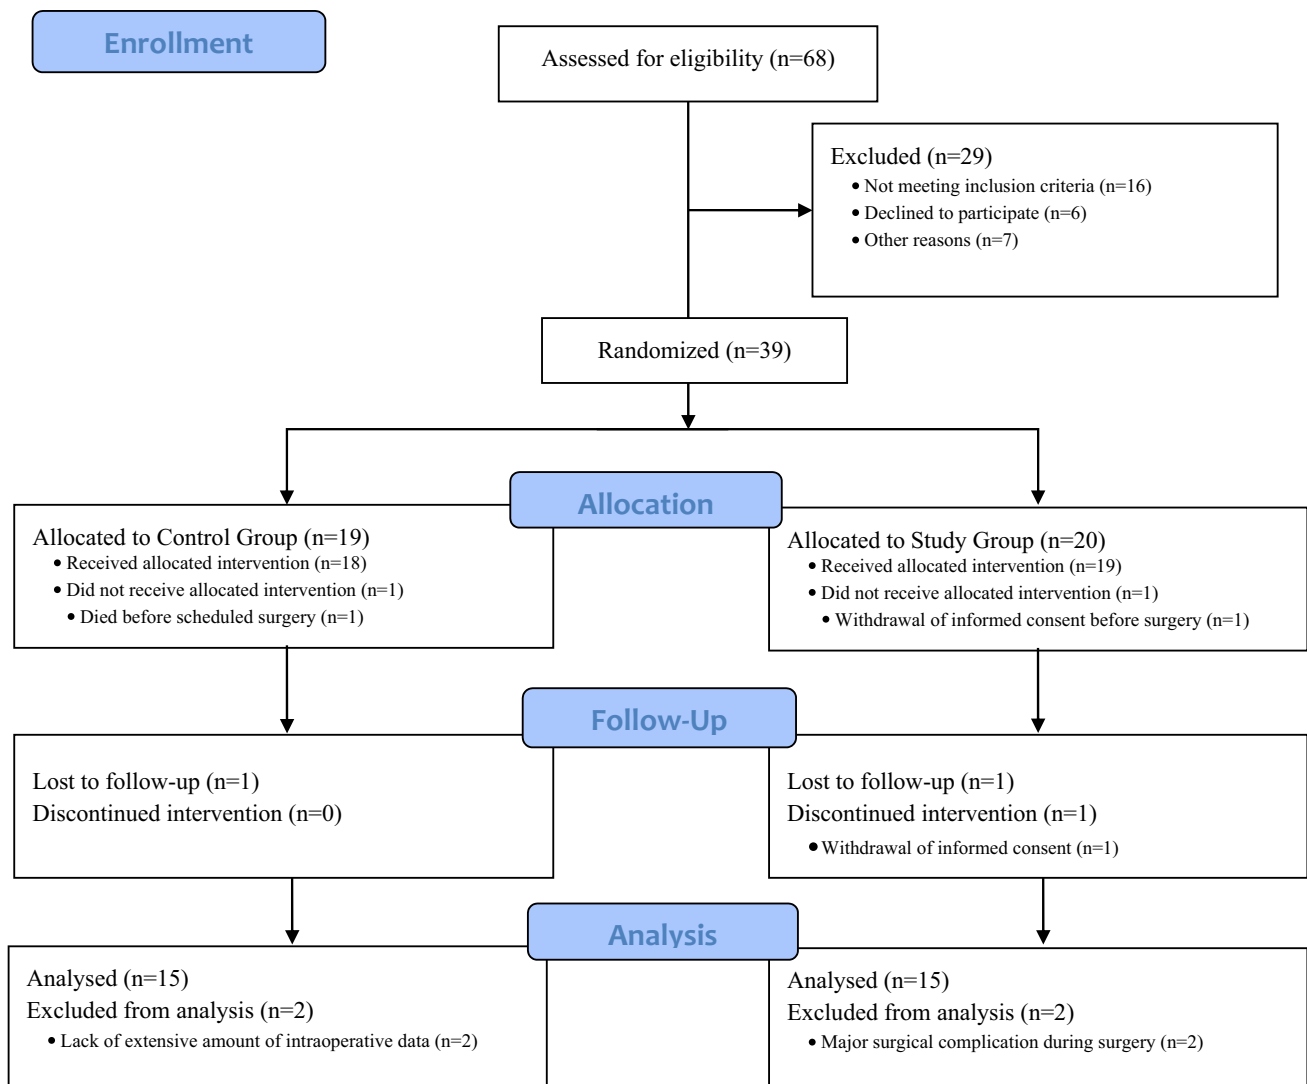 Enrollment
Assessed for eligibility (n=68)
Excluded (n=29)
• Not meeting inclusion criteria (n=16)
• Declined to participate (n=6)
• Other reasons (n=7)
Randomized (n=39)
Allocation
Allocated to Control Group (n=19)
• Received allocated intervention (n=18)
• Did not receive allocated intervention (n=1)
• Died before scheduled surgery (n=1)
Allocated to Study Group (n=20)
• Received allocated intervention (n=19)
• Did not receive allocated intervention (n=1)
• Withdrawal of informed consent before surgery (n=1)
Follow-Up
Lost to follow-up (n=1)
Discontinued intervention (n=0)
Lost to follow-up (n=1)
Discontinued intervention (n=1)
• Withdrawal of informed consent (n=1)
Analysis
Analysed (n=15)
Excluded from analysis (n=2)
• Lack of extensive amount of intraoperative data (n=2)
Analysed (n=15)
Excluded from analysis (n=2)
• Major surgical complication during surgery (n=2)